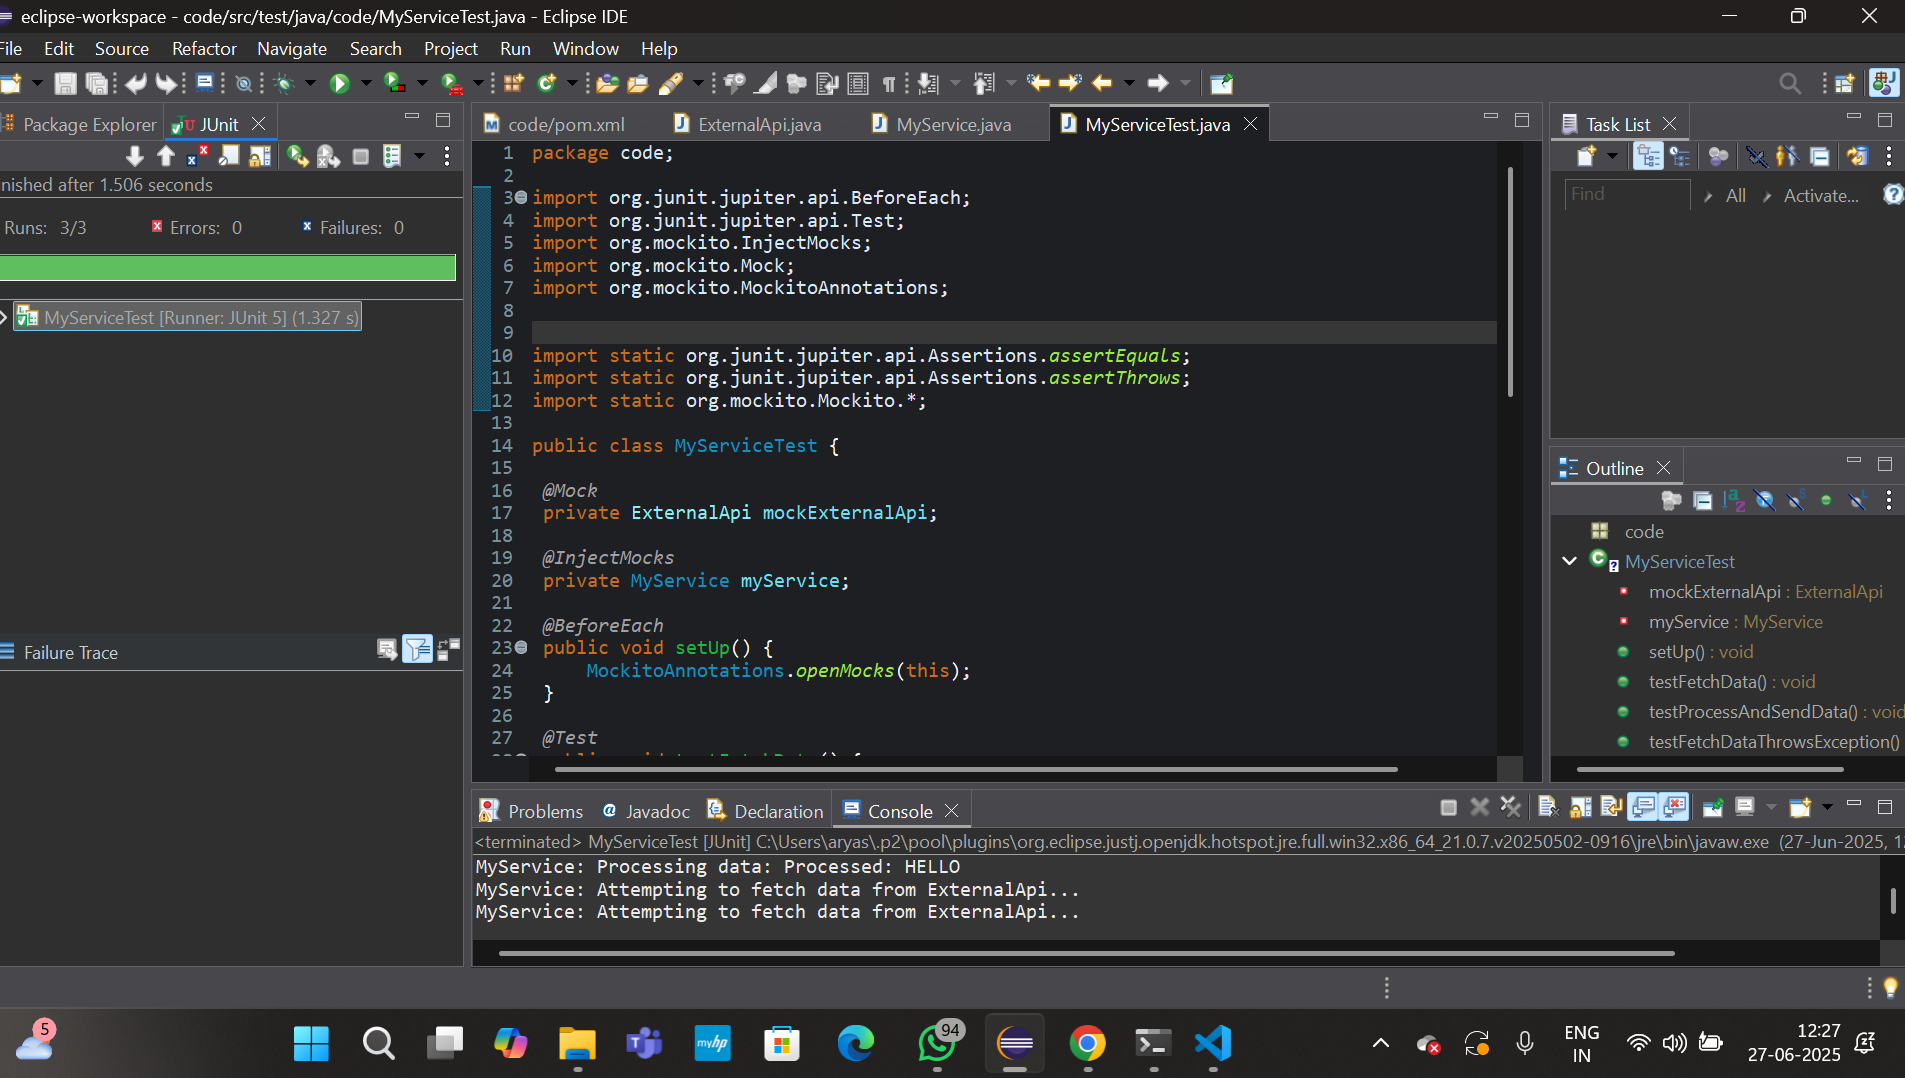 eclipse-workspace - code/src/test/java/code/MyServiceTest.java - Eclipse IDE
File Edit Source Refactor Navigate Search Project Run Window Help
Package Explorer
JUnit
nished after 1.506 seconds
Runs: 3/3
Errors: 0
Failures: 0
MyServiceTest [Runner: JUnit 5] (1.327 s)
Failure Trace
code/pom.xml
ExternalApi.java
MyService.java
MyServiceTest.java
1 package code;
2
3 import org.junit.jupiter.api.BeforeEach;
4 import org.junit.jupiter.api.Test;
5 import org.mockito.InjectMocks;
6 import org.mockito.Mock;
7 import org.mockito.MockitoAnnotations;
8
9
10 import static org.junit.jupiter.api.Assertions.assertEquals;
11 import static org.junit.jupiter.api.Assertions.assertThrows;
12 import static org.mockito.Mockito.*;
13
14 public class MyServiceTest {
15
16 @Mock
17 private ExternalApi mockExternalApi;
18
19 @InjectMocks
20 private MyService myService;
21
22 @BeforeEach
23 public void setUp() {
24 MockitoAnnotations.openMocks(this);
25 }
26
27 @Test
Task List
Find
All
Activate...
Outline
code
MyServiceTest
mockExternalApi : ExternalApi
myService : MyService
setUp() : void
testFetchData() : void
testProcessAndSendData() : void
testFetchDataThrowsException()
Problems
Javadoc
Declaration
Console
<terminated> MyServiceTest [JUnit] C:\Users\aryas\.p2\pool\plugins\org.eclipse.justj.openjdk.hotspot.jre.full.win32.x86_64_21.0.7.v20250502-0916\jre\bin\javaw.exe (27-Jun-2025, 12
MyService: Processing data: Processed: HELLO
MyService: Attempting to fetch data from ExternalApi...
MyService: Attempting to fetch data from ExternalApi...
5
myhp
94
ENG
IN
12:27
27-06-2025